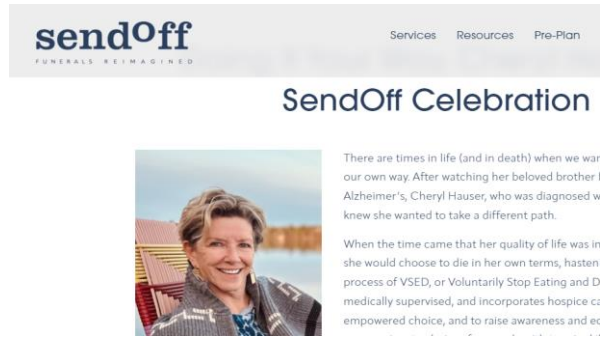 sendOff
FUNERALS REIMAGINED
Services Resources Pre-Plan
SendOff Celebration
There are times in life (and in death) when we
our own way. After watching her beloved brother
Alzheimer's, Cheryl Hauser, who was diagnosed
knew she wanted to take a different path.
When the time came that her quality of life was
she would choose to die in her own terms, hasten
process of VSED, or Voluntarily Stop Eating and
medically supervised, and incorporates hospice
empowered choice, and to raise awareness and